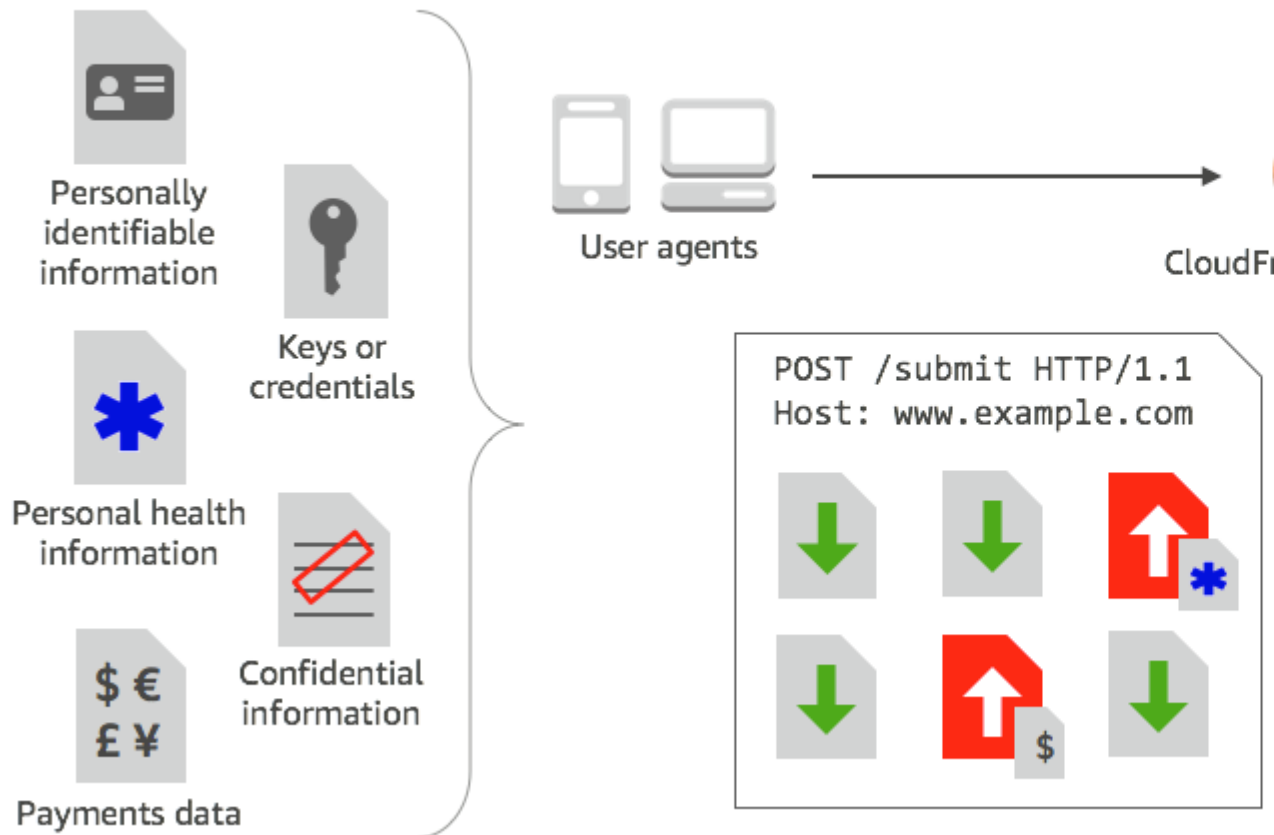 Personally
identifiable
information
Keys or
credentials
Personal health
information
Confidential
information
$ €
£ ¥
Payments data
User agents
CloudFr
POST /submit HTTP/1.1
Host: www.example.com
$